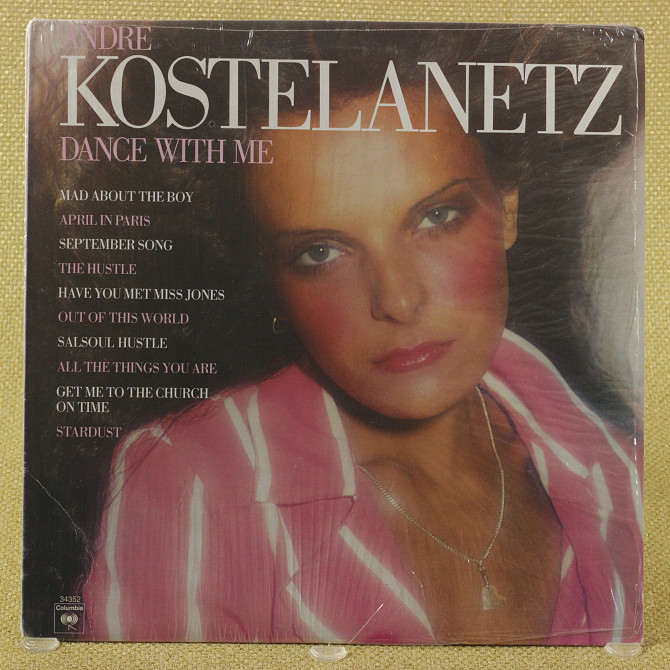 ANDRE
KOSTELANETZ
DANCE WITH ME
MAD ABOUT THE BOY
APRIL IN PARIS
SEPTEMBER SONG
THE HUSTLE
HAVE YOU MET MISS JONES
OUT OF THIS WORLD
SALSOUL HUSTLE
ALL THE THINGS YOU ARE
GET ME TO THE CHURCH
ON TIME
STARDUST
34352
Columbia